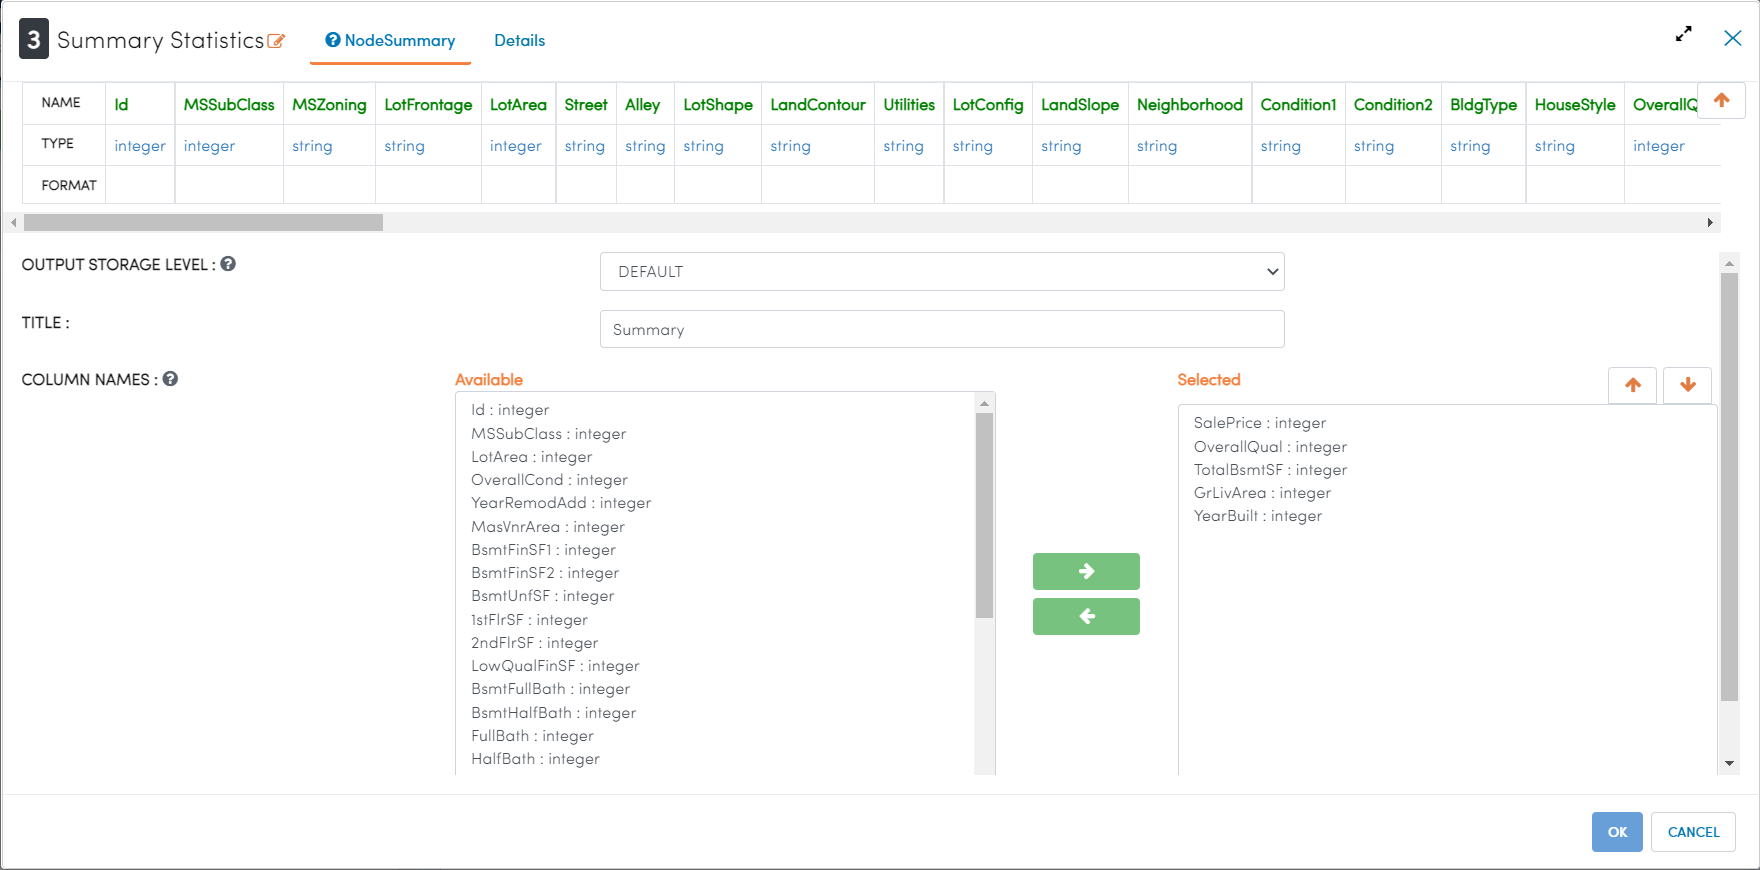 3 Summary Statistics NodeSummary Details
NAME Id MSSubClass MSZoning LotFrontage LotArea Street Alley LotShape LandContour Utilities LotConfig LandSlope Neighborhood Condition1 Condition2 BldgType HouseStyle OverallQ
TYPE integer integer string string integer string string string string string string string string string string string string integer
FORMAT
OUTPUT STORAGE LEVEL : DEFAULT
TITLE : Summary
COLUMN NAMES : Available Selected
Id : integer
MSSubClass : integer
LotArea : integer
OverallCond : integer
YearRemodAdd : integer
MasVnrArea : integer
BsmtFinSF1 : integer
BsmtFinSF2 : integer
BsmtUnfSF : integer
1stFlrSF : integer
2ndFlrSF : integer
LowQualFinSF : integer
BsmtFullBath : integer
BsmtHalfBath : integer
FullBath : integer
HalfBath : integer
SalePrice : integer
OverallQual : integer
TotalBsmtSF : integer
GrLivArea : integer
YearBuilt : integer
OK CANCEL